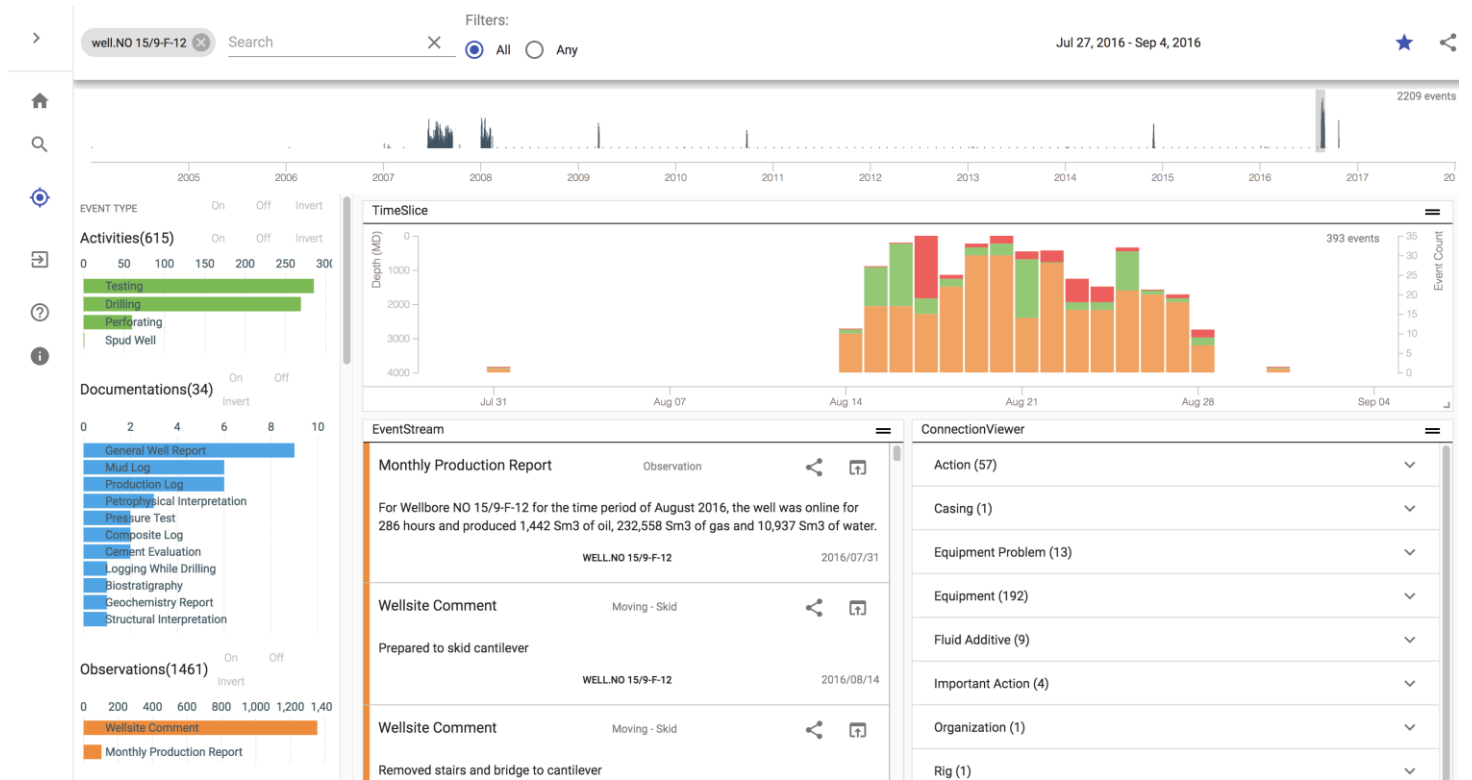 Filters:
well.NO 15/9-F-12
Search
All
Any
Jul 27, 2016 - Sep 4, 2016
2209 events
2005 2006 2007 2008 2009 2010 2011 2012 2013 2014 2015 2016 2017 20
EVENT TYPE On Off Invert
Activities(615) On Off Invert
0 50 100 150 200 250 300
Testing
Drilling
Perforating
Spud Well
Documentations(34) On Off
Invert
0 2 4 6 8 10
General Well Report
Mud Log
Production Log
Petrophysical Interpretation
Pressure Test
Composite Log
Cement Evaluation
Logging While Drilling
Biostratigraphy
Geochemistry Report
Structural Interpretation
Observations(1461) On Off
Invert
0 200 400 600 800 1,000 1,200 1,40
Wellsite Comment
Monthly Production Report
TimeSlice
Depth (MD)
0
1000
2000
3000
4000
393 events
35
30
25
20
15
10
5
0
Event Count
Jul 31 Aug 07 Aug 14 Aug 21 Aug 28 Sep 04
EventStream
Monthly Production Report Observation
For Wellbore NO 15/9-F-12 for the time period of August 2016, the well was online for
286 hours and produced 1,442 Sm3 of oil, 232,558 Sm3 of gas and 10,937 Sm3 of water.
WELL.NO 15/9-F-12 2016/07/31
Wellsite Comment Moving - Skid
Prepared to skid cantilever
WELL.NO 15/9-F-12 2016/08/14
Wellsite Comment Moving - Skid
Removed stairs and bridge to cantilever
ConnectionViewer
Action (57)
Casing (1)
Equipment Problem (13)
Equipment (192)
Fluid Additive (9)
Important Action (4)
Organization (1)
Rig (1)